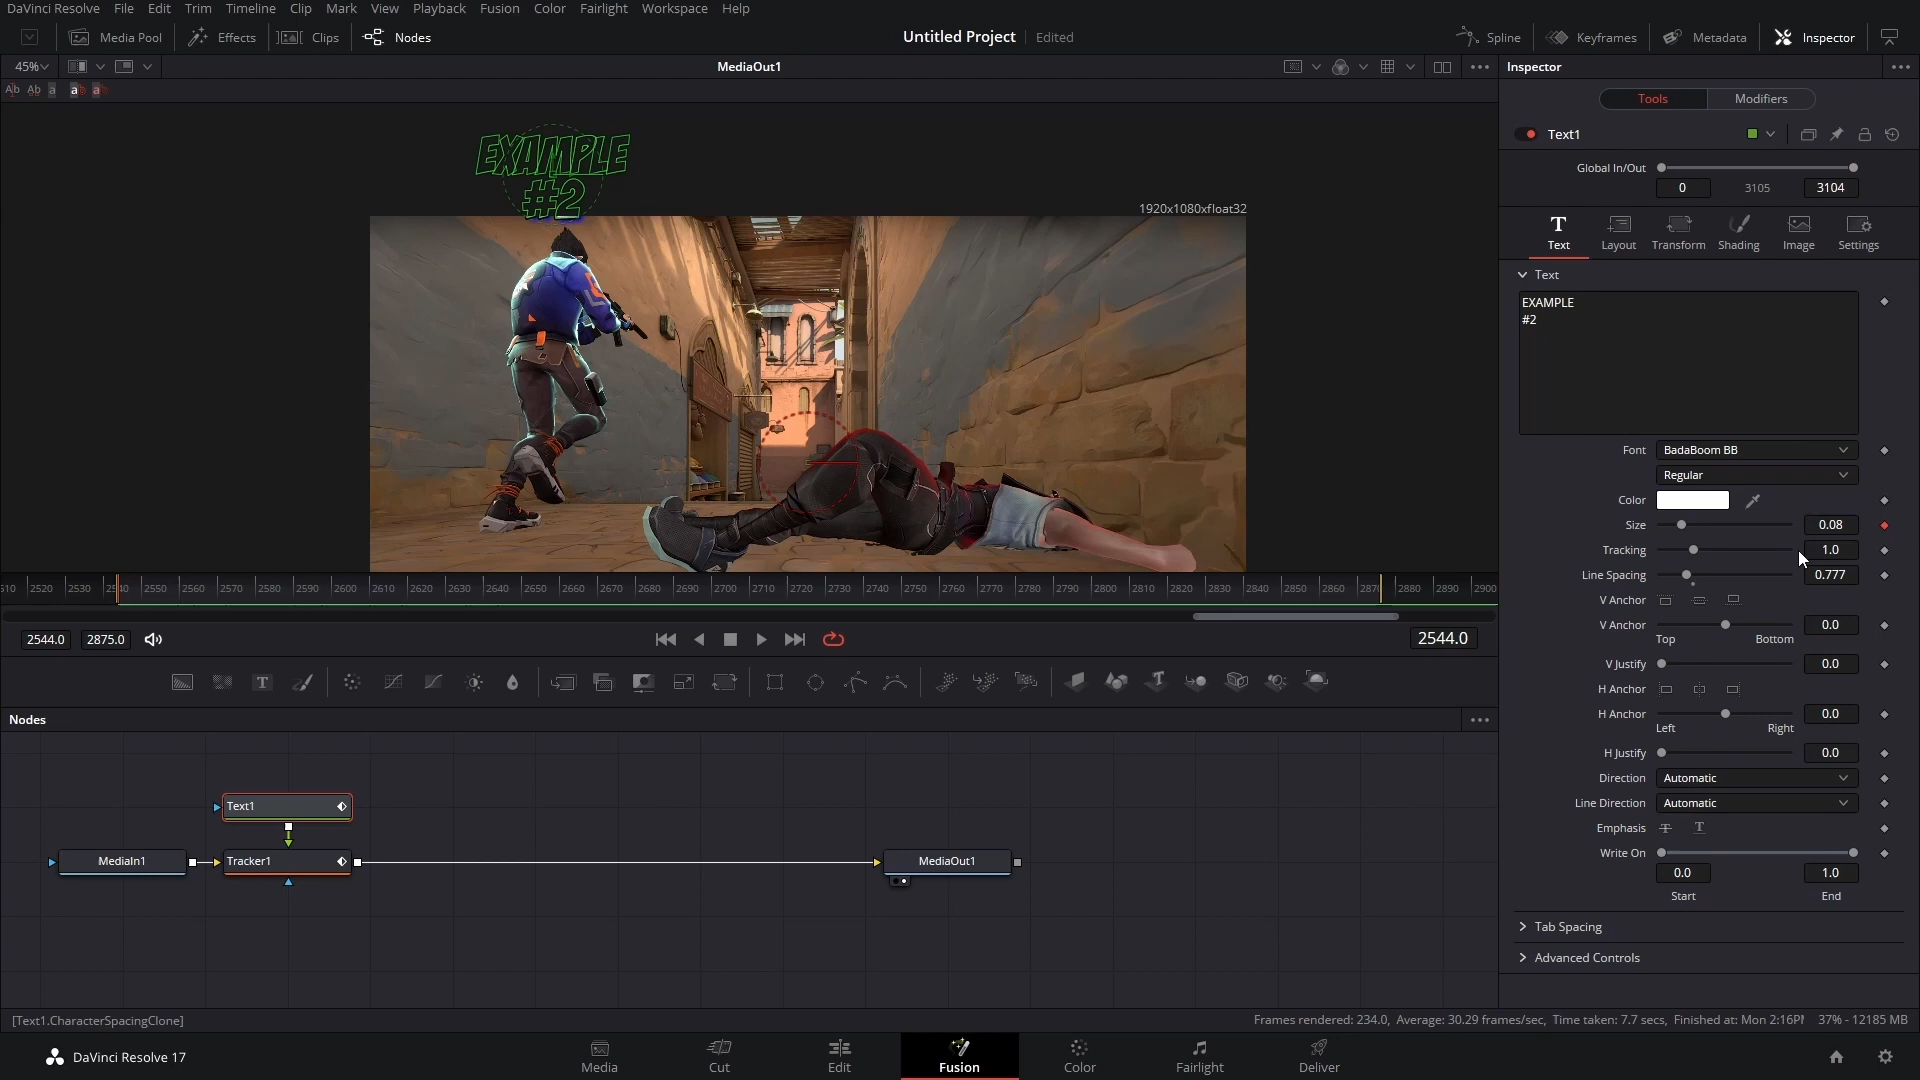 DaVinci Resolve File Edit Trim Timeline Clip Mark View Playback Fusion Color Fairlight Workspace Help
Media Pool Effects Clips Nodes Untitled Project Edited Spline Keyframes Metadata Inspector
45% MediaOut1 Inspector
Ab Ab a a a
Tools Modifiers
Text1
EXAMPLE
#2
1920x1080xfloat32
Global In/Out
0 3105 3104
Text Layout Transform Shading Image Settings
Text
EXAMPLE
#2
Font BadaBoom BB
Regular
Color
Size 0.08
Tracking 1.0
Line Spacing 0.777
V Anchor
V Anchor 0.0
Top Bottom
V Justify 0.0
H Anchor
H Anchor 0.0
Left Right
H Justify 0.0
Direction Automatic
Line Direction Automatic
Emphasis
Write On
0.0 1.0
Start End
Tab Spacing
Advanced Controls
2520 2530 2550 2560 2570 2580 2590 2600 2610 2620 2630 2640 2650 2660 2670 2680 2690 2700 2710 2720 2730 2740 2750 2760 2770 2780 2790 2800 2810 2820 2830 2840 2850 2860 2880 2890 2900
2544.0 2875.0 2544.0
Nodes
Text1
MediaIn1 Tracker1 MediaOut1
[Text1.CharacterSpacingClone] Frames rendered: 234.0, Average: 30.29 frames/sec, Time taken: 7.7 secs, Finished at: Mon 2:16P 37% - 12185 MB
DaVinci Resolve 17 Media Cut Edit Fusion Color Fairlight Deliver